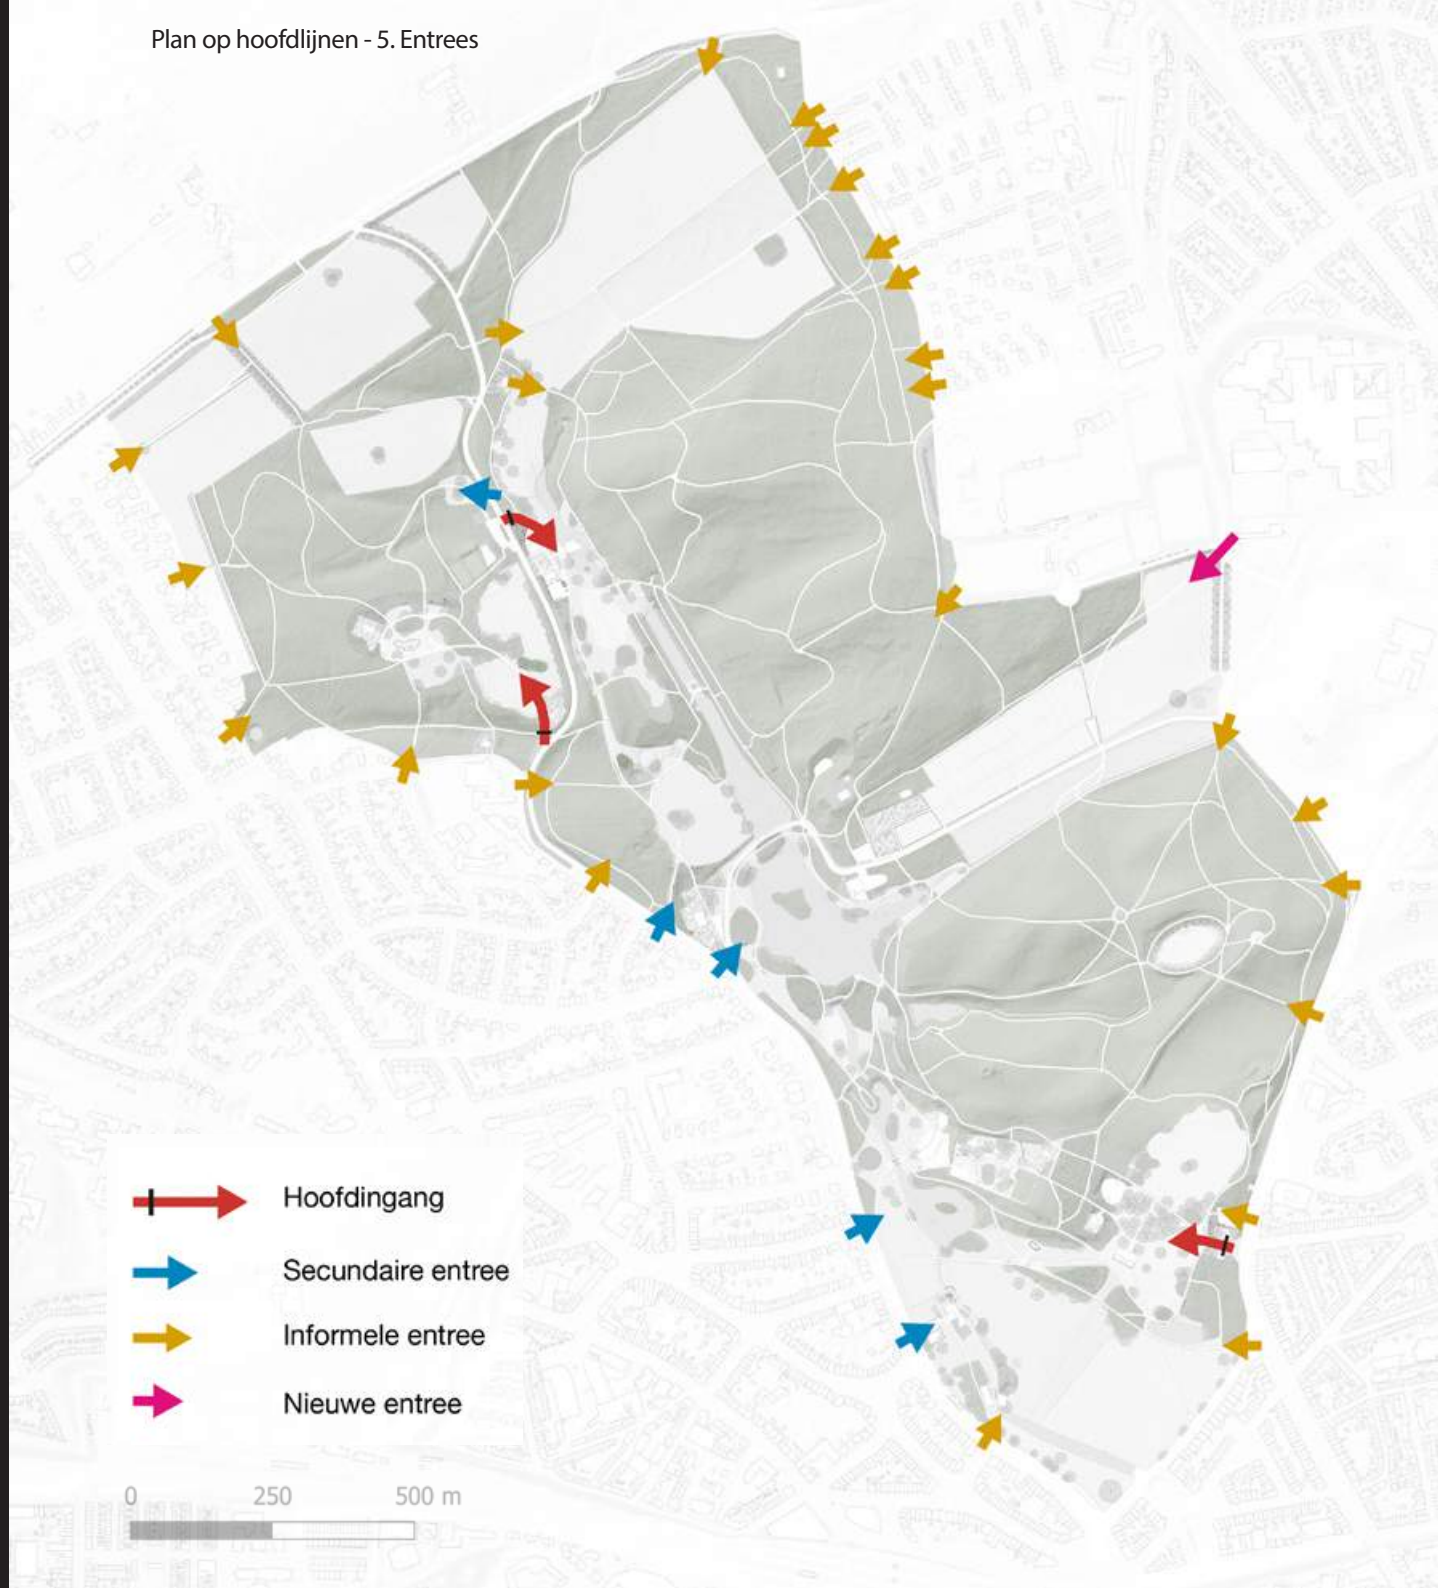 Plan op hoofdlijnen - 5. Entrees
Hoofdingang
Secundaire entree
Informele entree
Nieuwe entree
0 250 500 m